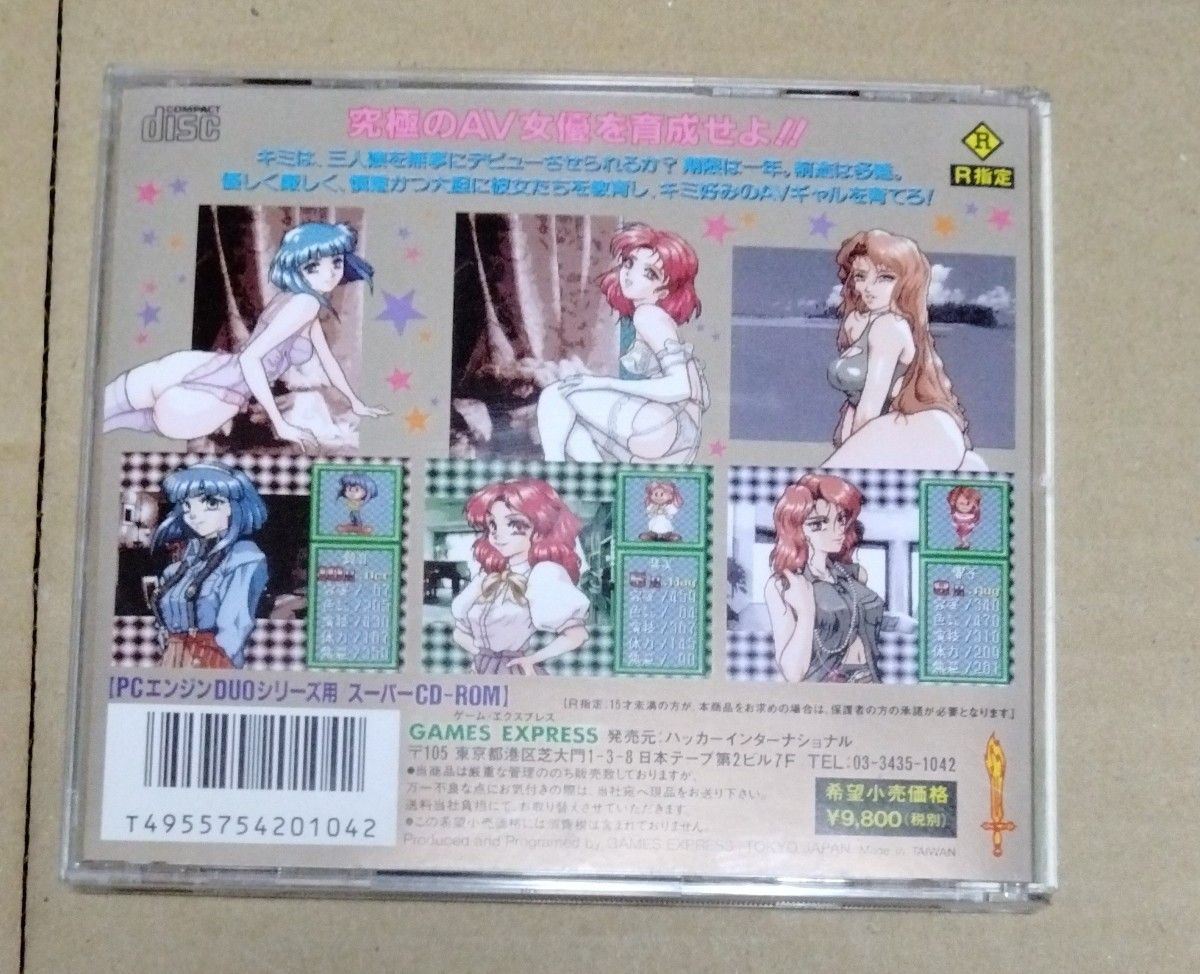 COMPACT
disc
究極のAV女優を育成せよ!!
R
R指定
キミは、三人娘を無事にデビューさせられるか? 期限は一年。前途は多難。
優しく厳しく、慎重かつ大胆に彼女たちを教育し、キミ好みのAVギャルを育てろ!
【PCエンジンDUOシリーズ用 スーパーCD-ROM】
[R指定:15才未満の方が、本商品をお求めの場合は、保護者の方の承諾が必要となります]
ゲーム・エクスプレス
GAMES EXPRESS 発売元:ハッカーインターナショナル
〒105 東京都港区芝大門1-3-8 日本テープ第2ビル7F TEL:03-3435-1042
●当商品は厳重な管理ののち販売致しておりますが、
万一不良な点にお気付きの際は、当社宛へ現品をお送り下さい。
送料当社負担にて、お取り替えさせていただきます。
●この希望小売価格には消費税は含まれておりません。
Produced and Programed by GAMES EXPRESS TOKYO JAPAN Made in TAIWAN
希望小売価格
¥9,800(税別)
T4955754201042